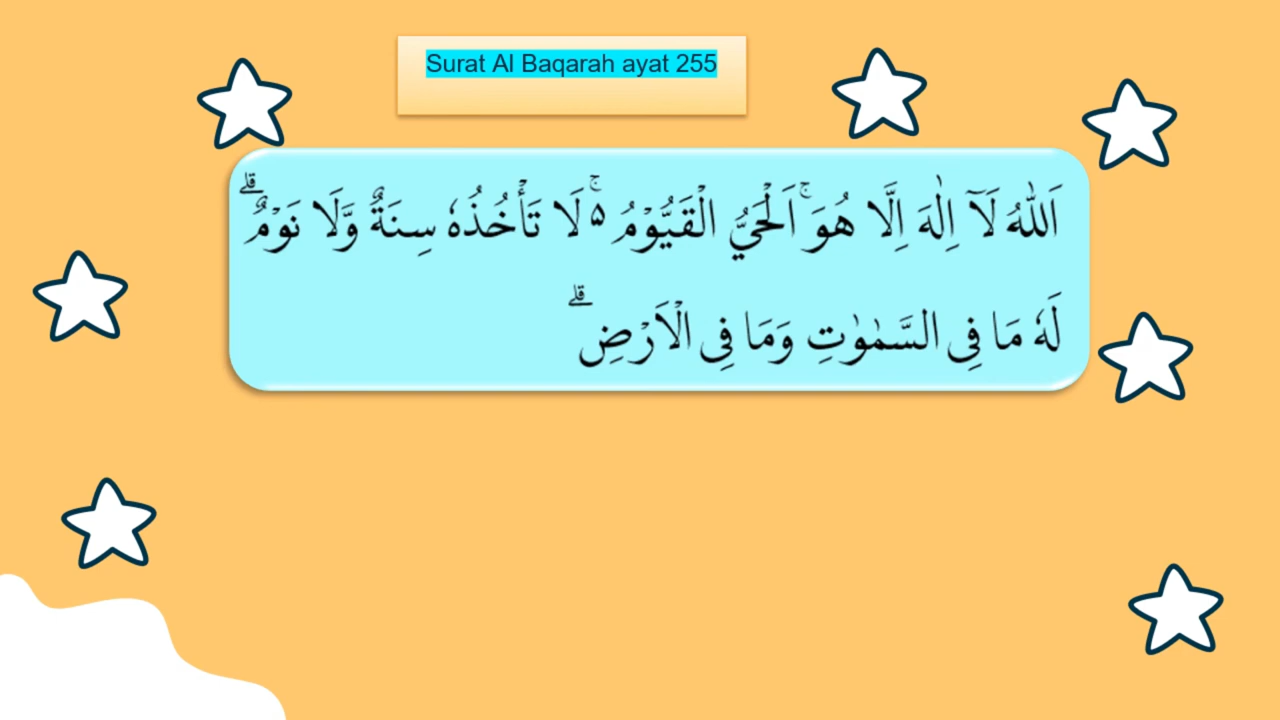 Surat Al Baqarah ayat 255
اَللّٰهُ لَآ اِلٰهَ اِلَّا هُوَ ۚ اَلْحَيُّ الْقَيُّوْمُ ەۚ لَا تَأْخُذُهٗ سِنَةٌ وَّلَا نَوْمٌ ۗ
لَهٗ مَا فِى السَّمٰوٰتِ وَمَا فِى الْاَرْضِ ۗ